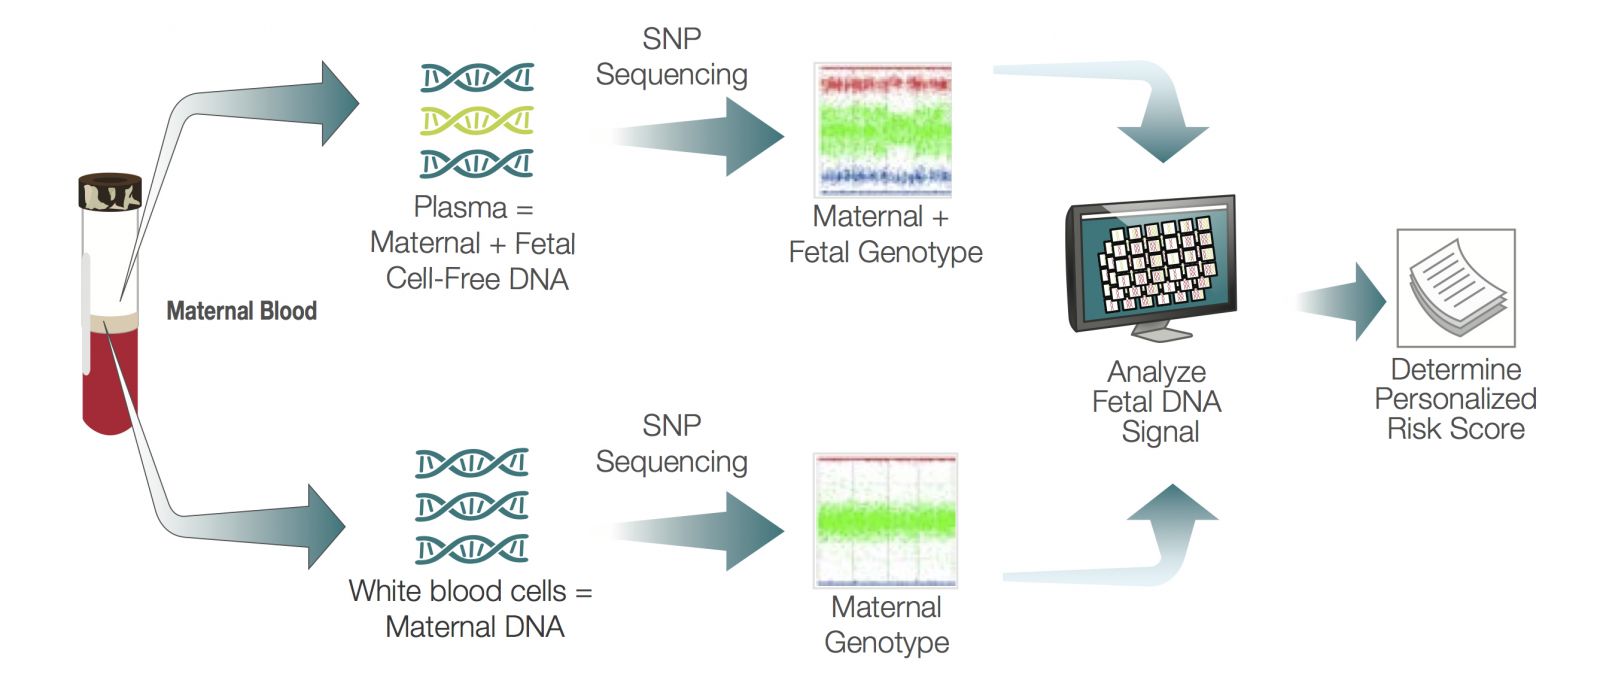 Maternal Blood
SNP
Sequencing
Plasma =
Maternal + Fetal
Cell-Free DNA
Maternal +
Fetal Genotype
SNP
Sequencing
White blood cells =
Maternal DNA
Maternal
Genotype
Analyze
Fetal DNA
Signal
Determine
Personalized
Risk Score